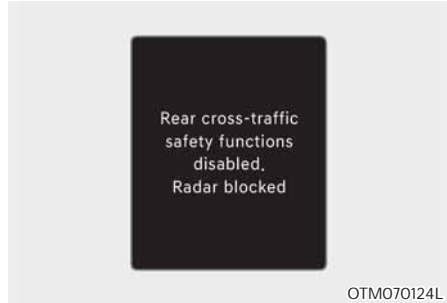 Rear cross-traffic
safety functions
disabled.
Radar blocked
OTM070124L